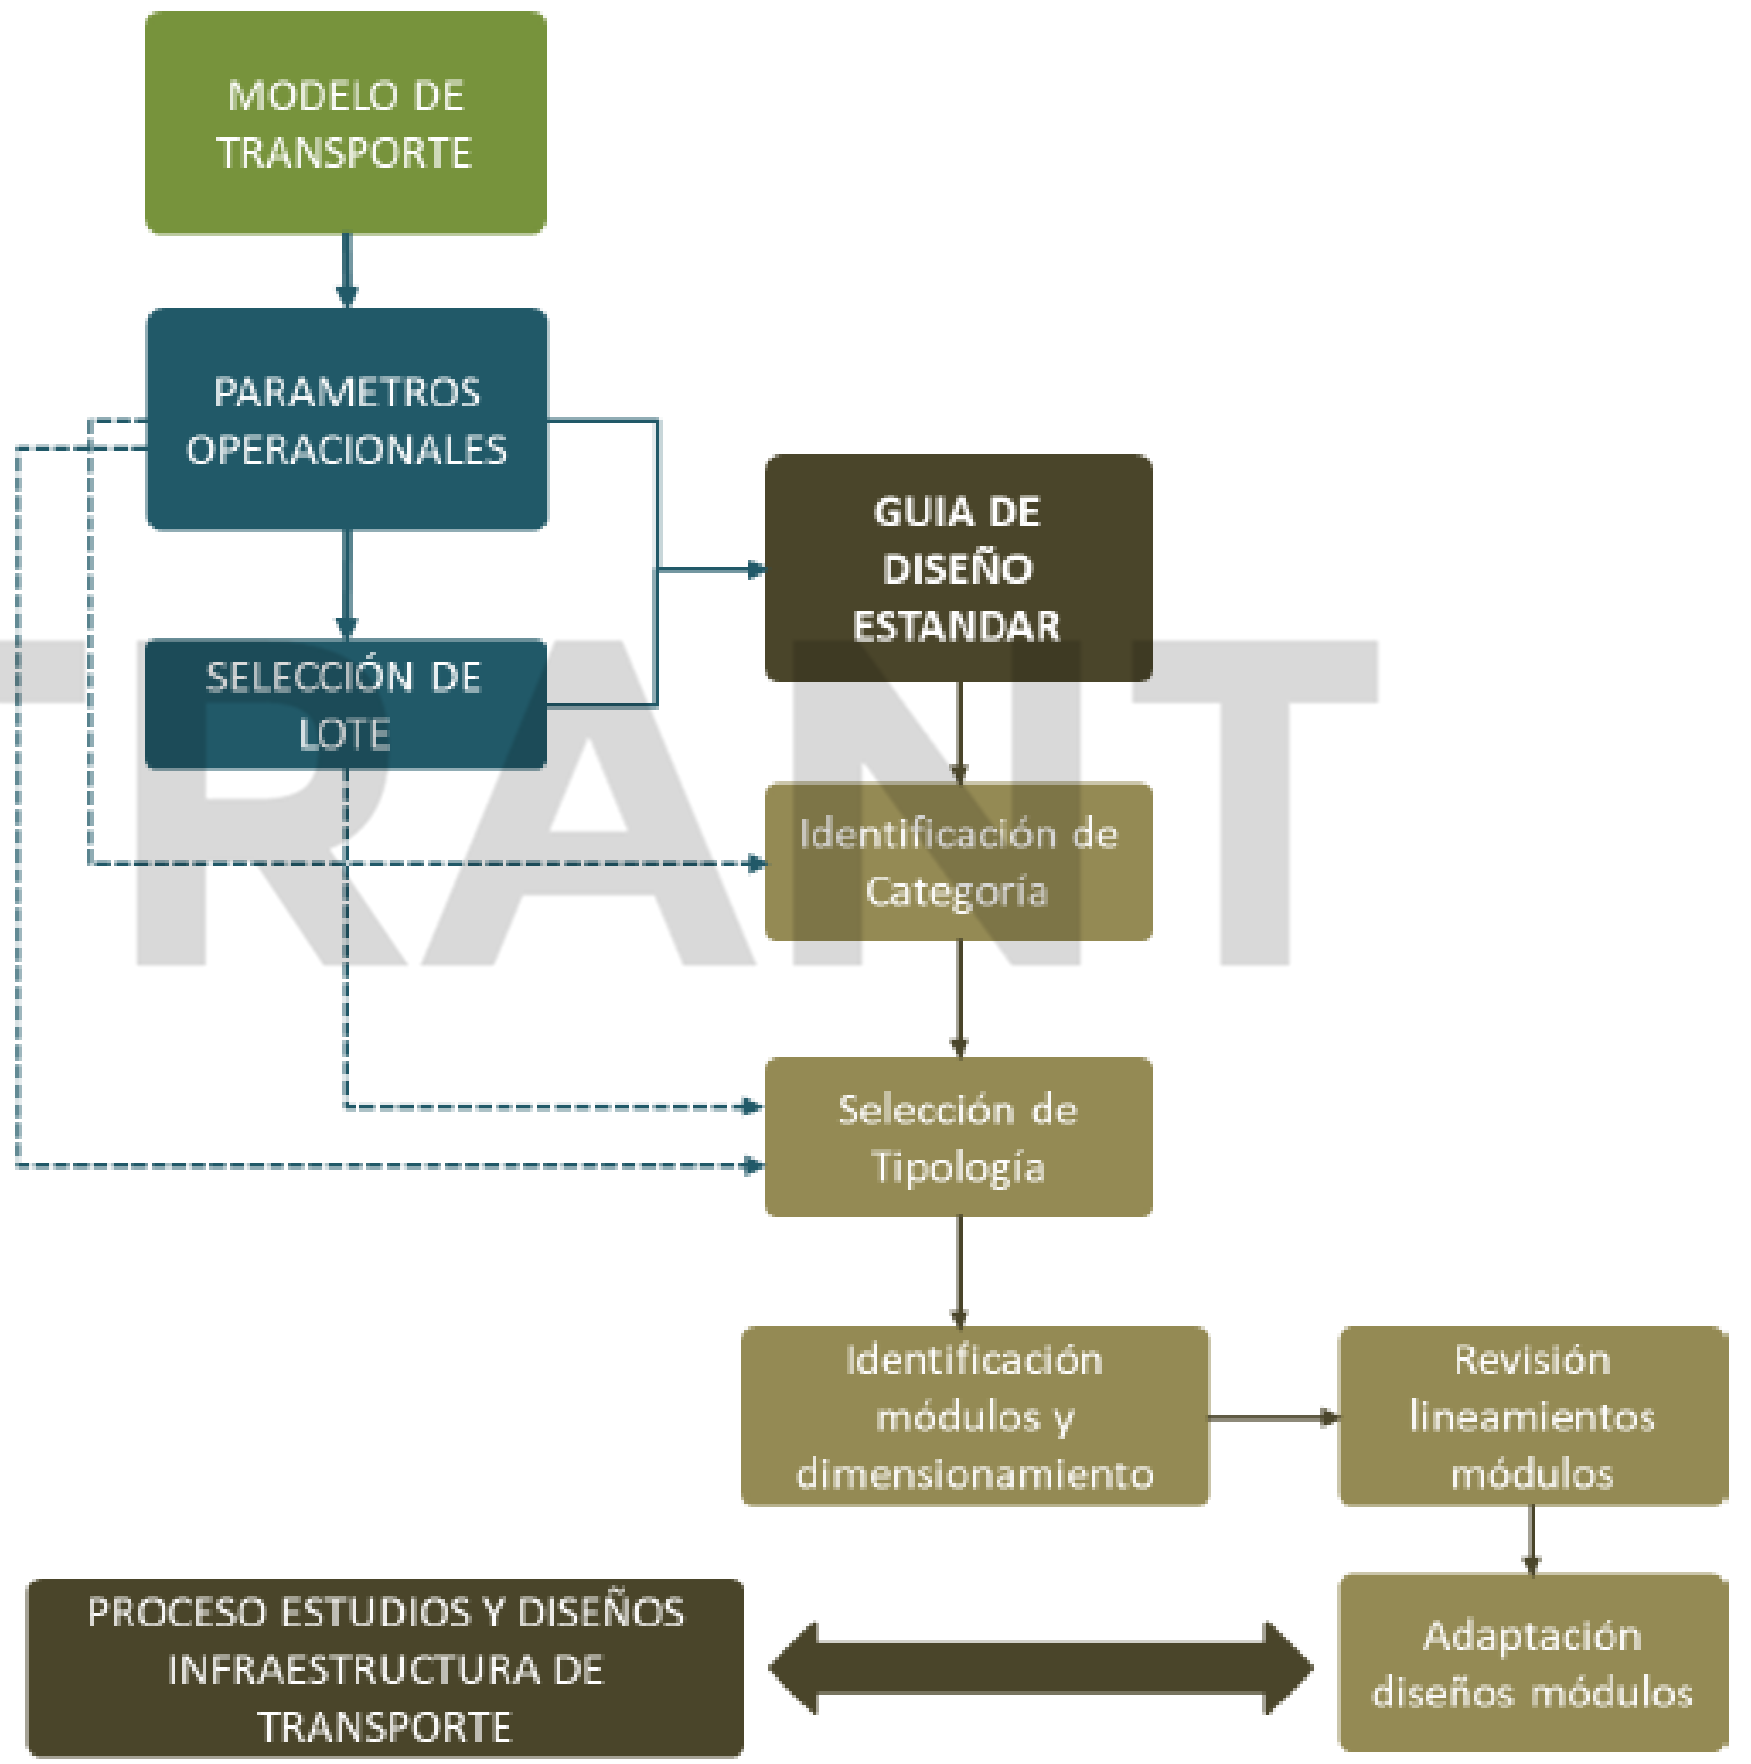 MODELO DE
TRANSPORTE
PARAMETROS
OPERACIONALES
GUIA DE
DISEÑO
ESTANDAR
SELECCIÓN DE
LOTE
TRANT
Identificación de
Categoría
Selección de
Tipología
Identificación
módulos y
dimensionamiento
Revisión
lineamientos
módulos
PROCESO ESTUDIOS Y DISEÑOS
INFRAESTRUCTURA DE
TRANSPORTE
Adaptación
diseños módulos